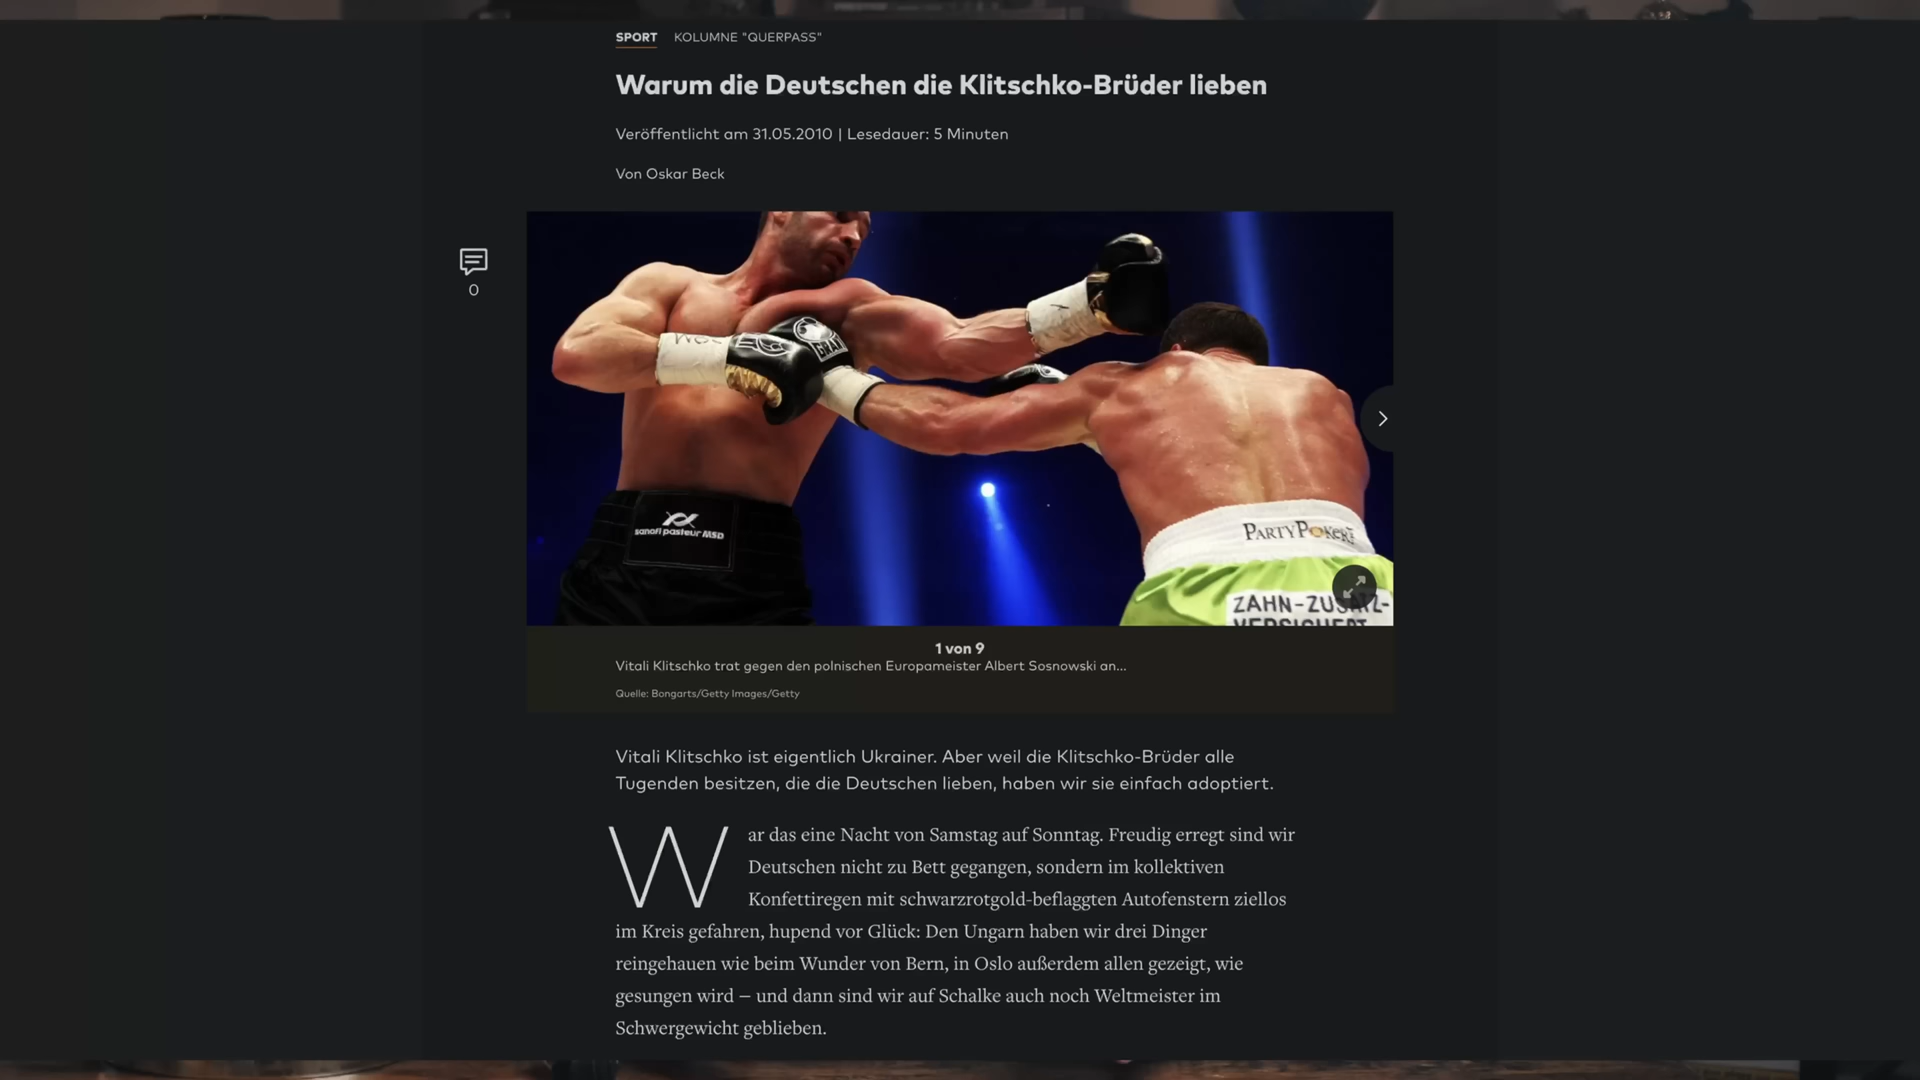 SPORT KOLUMNE "QUERPASS"
Warum die Deutschen die Klitschko-Brüder lieben
Veröffentlicht am 31.05.2010 | Lesedauer: 5 Minuten
Von Oskar Beck
0
GRANT
sanofi pasteur MSD
PARTYPOKER
ZAHN-ZUSATZ-
VERSICHERT
1 von 9
Vitali Klitschko trat gegen den polnischen Europameister Albert Sosnowski an...
Quelle: Bongarts/Getty Images/Getty
Vitali Klitschko ist eigentlich Ukrainer. Aber weil die Klitschko-Brüder alle
Tugenden besitzen, die die Deutschen lieben, haben wir sie einfach adoptiert.
War das eine Nacht von Samstag auf Sonntag. Freudig erregt sind wir
Deutschen nicht zu Bett gegangen, sondern im kollektiven
Konfettiregen mit schwarzrotgold-beflaggten Autofenstern ziellos
im Kreis gefahren, hupend vor Glück: Den Ungarn haben wir drei Dinger
reingehauen wie beim Wunder von Bern, in Oslo außerdem allen gezeigt, wie
gesungen wird – und dann sind wir auf Schalke auch noch Weltmeister im
Schwergewicht geblieben.